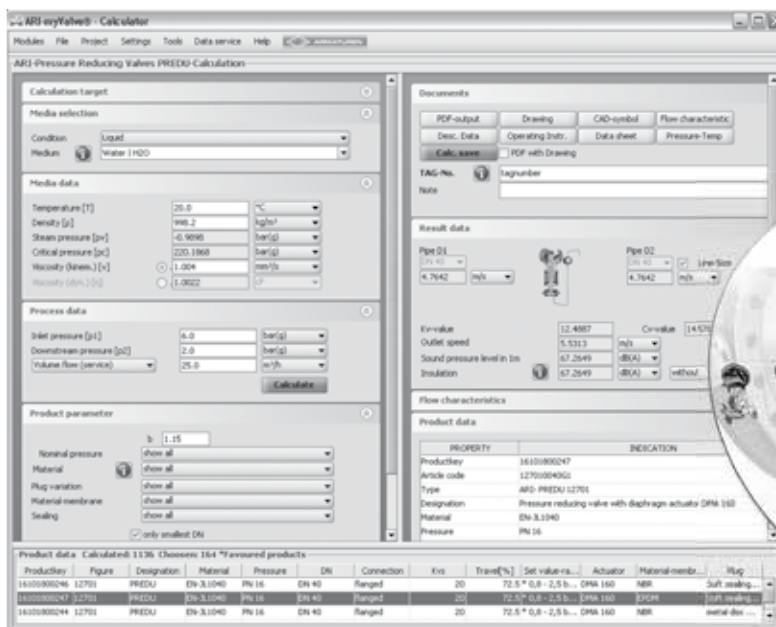 ARI-myValve® - Calculator
Modules File Project Settings Tools Data service Help ARI ARMATUREN
ARI-Pressure Reducing Valves PREDU-Calculation
Calculation target
Media selection
Condition Liquid
Medium Water | H2O
Media data
Temperature [T] 20.0 °C
Density [ρ] 998.2 kg/m³
Steam pressure [pv] -0.9898 bar(g)
Critical pressure [pc] 220.1868 bar(g)
Viscosity (kinem.) [ν] 1.004 mm²/s
Viscosity (dyn.) [η] 1.0022 cP
Process data
Inlet pressure [p1] 6.0 bar(g)
Downstream pressure [p2] 2.0 bar(g)
Volume flow (service) 25.0 m³/h
Calculate
Product parameter
b 1.15
Nominal pressure show all
Material show all
Plug variation show all
Material-membrane show all
Sealing show all
only smallest DN
Documents
PDF-output Drawing CAD-symbol Flow characteristic
Desc. Data Operating Instr. Data sheet Pressure-Temp
Calc. save PDF with Drawing
TAG-No. tagnumber
Note
Result data
Pipe D1 Pipe D2
DN 40 DN 40 Line-Size
4.7642 m/s 4.7642 m/s
Kv-value 12.4887 Cv-value
Outlet speed 5.5313 m/s
Sound pressure level in 1m 67.2649 dB(A)
Insulation 67.2649 dB(A) without
Flow characteristics
Product data
PROPERTY INDICATION
Productkey 16101800247
Article code 127010040G1
Type ARI- PREDU 12701
Designation Pressure reducing valve with diaphragm actuator DMA 160
Material EN-JL1040
Pressure PN 16
Product data Calculated: 1136 Choosen: 164 *Favoured products
Productkey Figure Designation Material Pressure DN Connection Kvs Travel[%] Set value-ra... Actuator Material-membr... Plug
16101800246 12701 PREDU EN-JL1040 PN 16 DN 40 flanged 20 72.5 * 0,8 - 2,5 b... DMA 160 NBR Soft sealing...
16101800247 12701 PREDU EN-JL1040 PN 16 DN 40 flanged 20 72.5 * 0,8 - 2,5 b... DMA 160 EPDM Soft sealing...
16101800244 12701 PREDU EN-JL1040 PN 16 DN 40 flanged 20 72.5 * 0,8 - 2,5 b... DMA 160 NBR metal disc ...